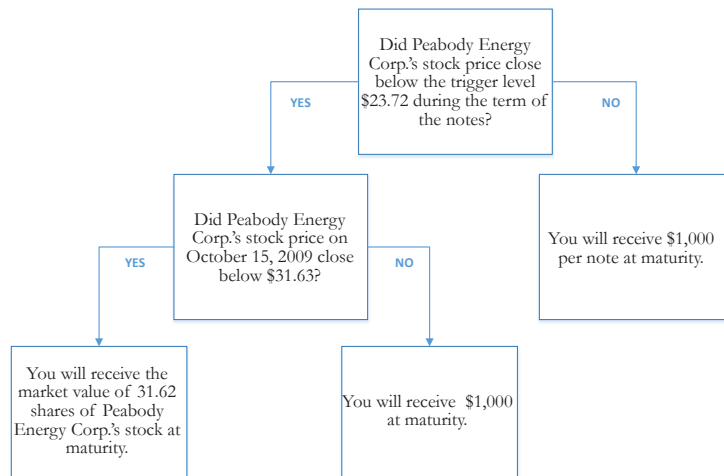 Did Peabody Energy
Corp.'s stock price close
below the trigger level
$23.72 during the term of
the notes?
YES
NO
Did Peabody Energy
Corp.'s stock price on
October 15, 2009 close
below $31.63?
You will receive $1,000
per note at maturity.
YES
NO
You will receive the
market value of 31.62
shares of Peabody
Energy Corp.'s stock at
maturity.
You will receive $1,000
at maturity.